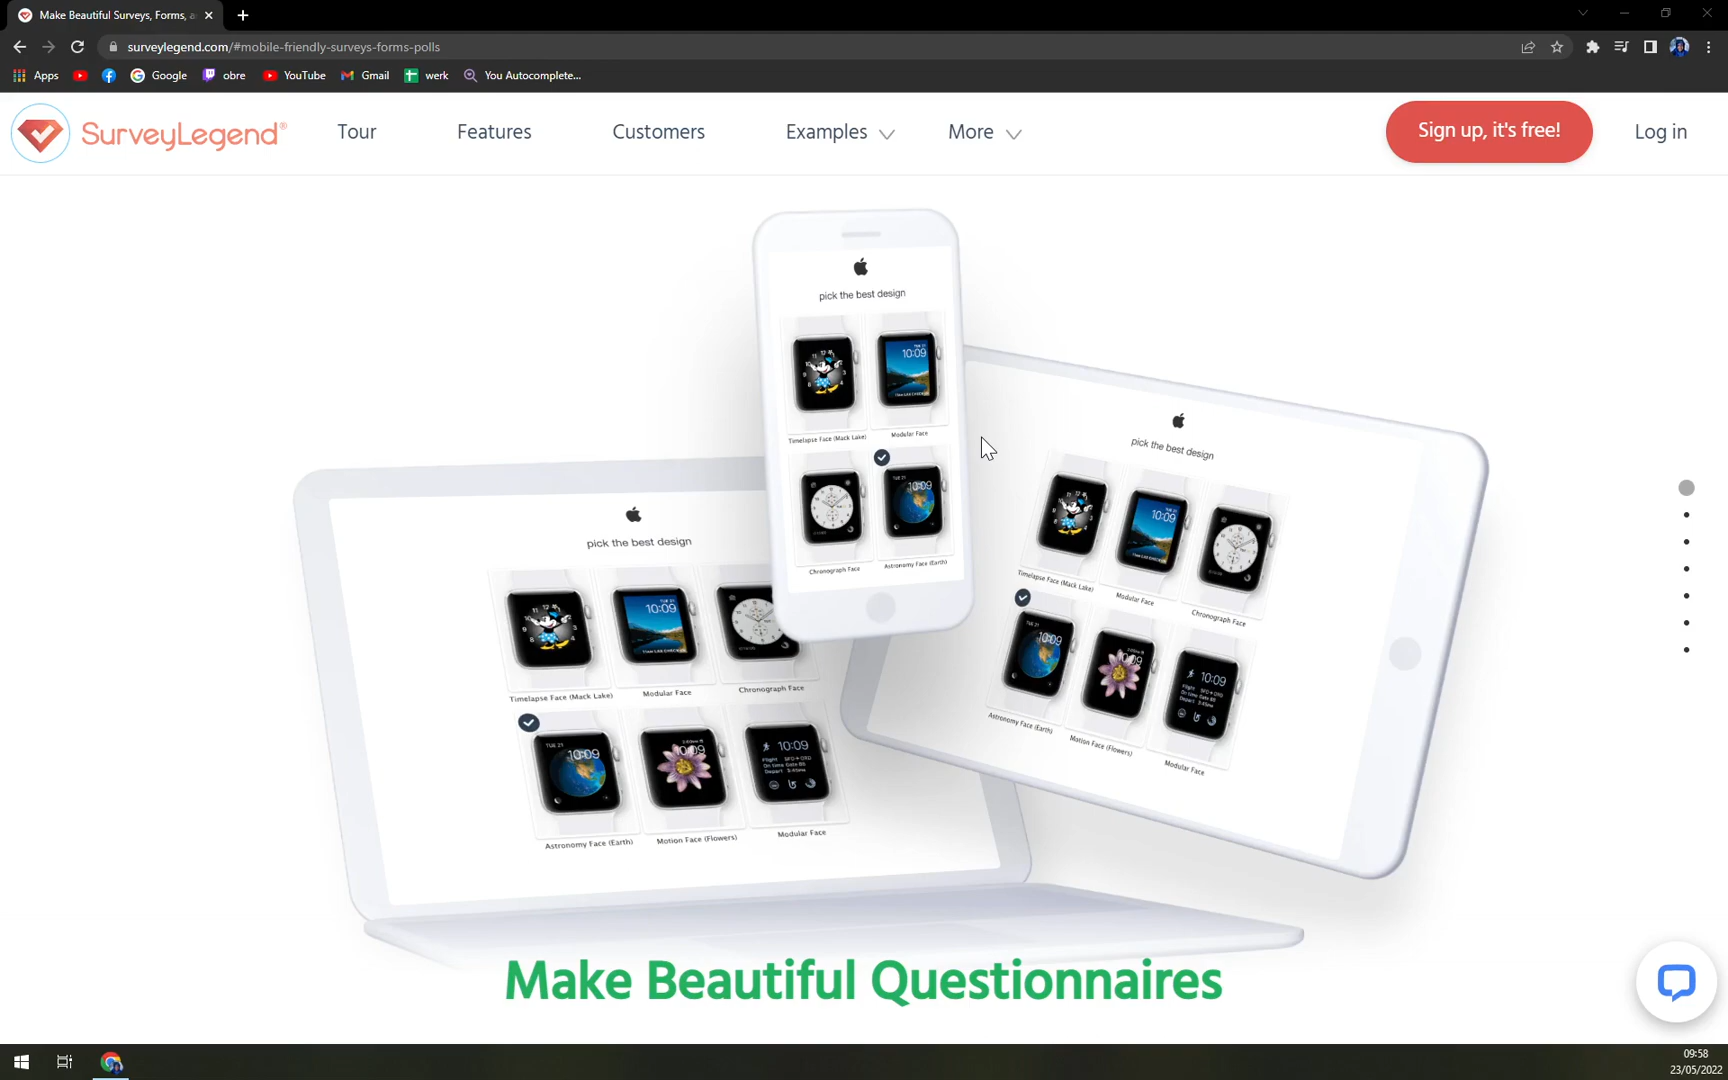 Make Beautiful Surveys, Forms, a
surveylegend.com/#mobile-friendly-surveys-forms-polls
Apps
Google
obre
YouTube
Gmail
werk
You Autocomplete...
SurveyLegend®
Tour
Features
Customers
Examples
More
Sign up, it's free!
Log in
pick the best design
Timelapse Face (Mack Lake)
Modular Face
Chronograph Face
Astronomy Face (Earth)
pick the best design
Timelapse Face (Mack Lake)
Modular Face
Chronograph Face
Astronomy Face (Earth)
Motion Face (Flowers)
Modular Face
pick the best design
Timelapse Face (Mack Lake)
Modular Face
Chronograph Face
Astronomy Face (Earth)
Motion Face (Flowers)
Modular Face
Make Beautiful Questionnaires
09:58
23/05/2022